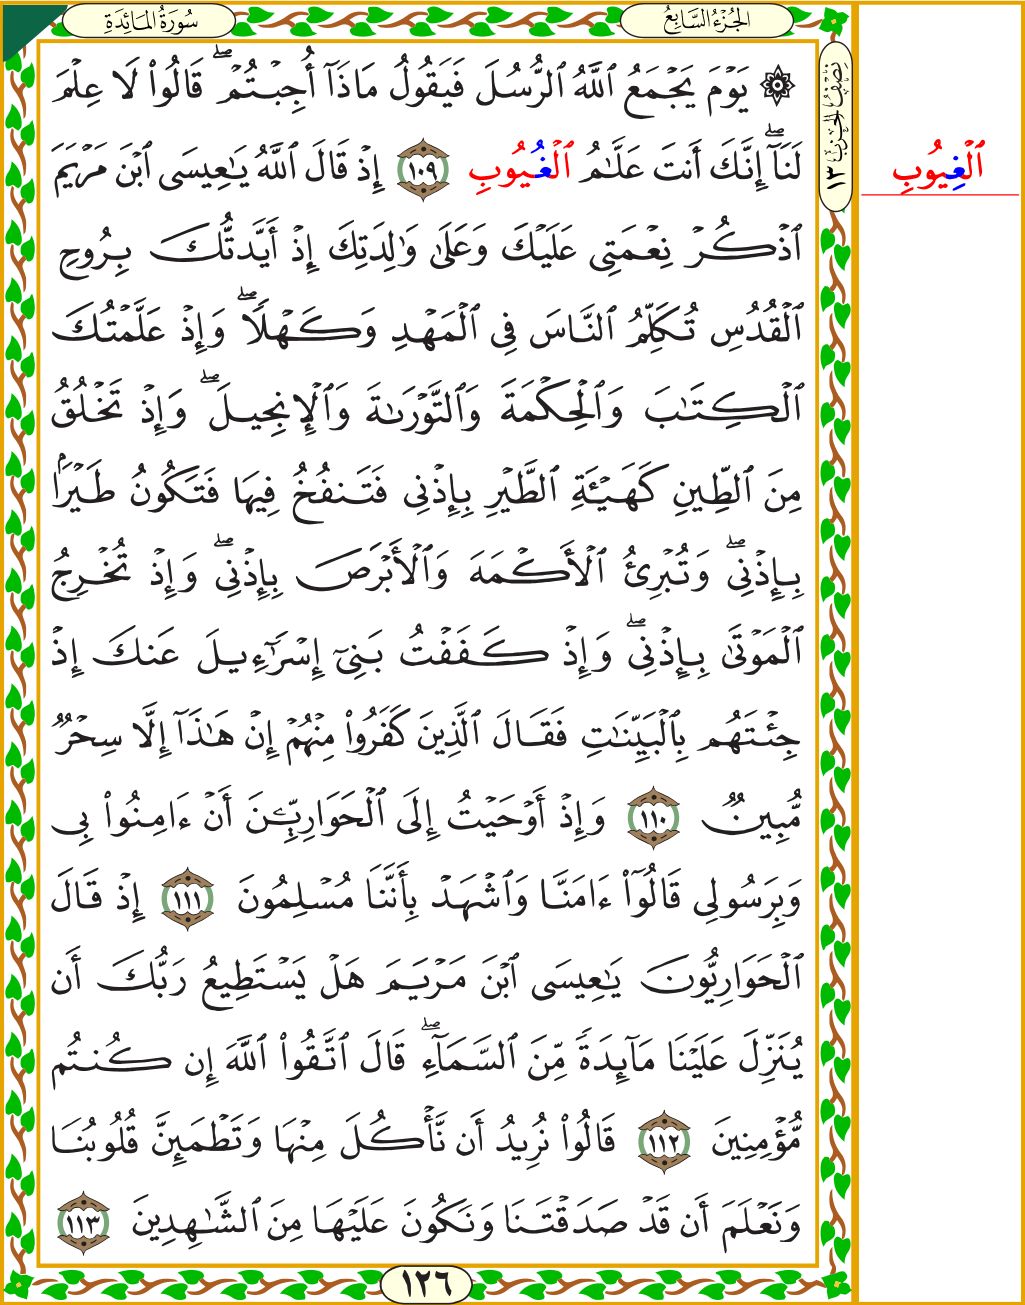 سُورَةُ المَائِدَةِ
الجُزْءُ السَّابِعُ
نِصْفُ الحِزْبِ ١٣
۞ يَوْمَ يَجْمَعُ ٱللَّهُ ٱلرُّسُلَ فَيَقُولُ مَاذَآ أُجِبْتُمْ ۖ قَالُوا۟ لَا عِلْمَ
لَنَآ ۖ إِنَّكَ أَنتَ عَلَّٰمُ ٱلْغُيُوبِ ١٠٩ إِذْ قَالَ ٱللَّهُ يَٰعِيسَى ٱبْنَ مَرْيَمَ
ٱلْغِيُوبِ
ٱذْكُرْ نِعْمَتِى عَلَيْكَ وَعَلَىٰ وَٰلِدَتِكَ إِذْ أَيَّدتُّكَ بِرُوحِ
ٱلْقُدُسِ تُكَلِّمُ ٱلنَّاسَ فِى ٱلْمَهْدِ وَكَهْلًا ۖ وَإِذْ عَلَّمْتُكَ
ٱلْكِتَٰبَ وَٱلْحِكْمَةَ وَٱلتَّوْرَىٰةَ وَٱلْإِنجِيلَ ۖ وَإِذْ تَخْلُقُ
مِنَ ٱلطِّينِ كَهَيْـَٔةِ ٱلطَّيْرِ بِإِذْنِى فَتَنفُخُ فِيهَا فَتَكُونُ طَيْرًۢا
بِإِذْنِى ۖ وَتُبْرِئُ ٱلْأَكْمَهَ وَٱلْأَبْرَصَ بِإِذْنِى ۖ وَإِذْ تُخْرِجُ
ٱلْمَوْتَىٰ بِإِذْنِى ۖ وَإِذْ كَفَفْتُ بَنِىٓ إِسْرَٰٓءِيلَ عَنكَ إِذْ
جِئْتَهُم بِٱلْبَيِّنَٰتِ فَقَالَ ٱلَّذِينَ كَفَرُوا۟ مِنْهُمْ إِنْ هَٰذَآ إِلَّا سِحْرٌ
مُّبِينٌ ١١٠ وَإِذْ أَوْحَيْتُ إِلَى ٱلْحَوَارِيِّۦنَ أَنْ ءَامِنُوا۟ بِى
وَبِرَسُولِى قَالُوٓا۟ ءَامَنَّا وَٱشْهَدْ بِأَنَّنَا مُسْلِمُونَ ١١١ إِذْ قَالَ
ٱلْحَوَارِيُّونَ يَٰعِيسَى ٱبْنَ مَرْيَمَ هَلْ يَسْتَطِيعُ رَبُّكَ أَن
يُنَزِّلَ عَلَيْنَا مَآئِدَةً مِّنَ ٱلسَّمَآءِ ۖ قَالَ ٱتَّقُوا۟ ٱللَّهَ إِن كُنتُم
مُّؤْمِنِينَ ١١٢ قَالُوا۟ نُرِيدُ أَن نَّأْكُلَ مِنْهَا وَتَطْمَئِنَّ قُلُوبُنَا
وَنَعْلَمَ أَن قَدْ صَدَقْتَنَا وَنَكُونَ عَلَيْهَا مِنَ ٱلشَّٰهِدِينَ ١١٣
١٢٦